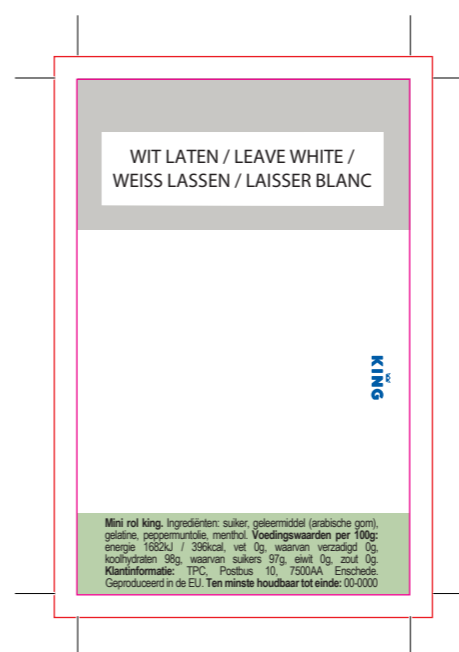 WIT LATEN / LEAVE WHITE /
WEISS LASSEN / LAISSER BLANC
KING
Mini rol king. Ingrediënten: suiker, geleermiddel (arabische gom),
gelatine, peppermuntolie, menthol. Voedingswaarden per 100g:
energie 1682kJ / 396kcal, vet 0g, waarvan verzadigd 0g,
koolhydraten 98g, waarvan suikers 97g, eiwit 0g, zout 0g.
Klantinformatie: TPC, Postbus 10, 7500AA Enschede.
Geproduceerd in de EU. Ten minste houdbaar tot einde: 00-0000